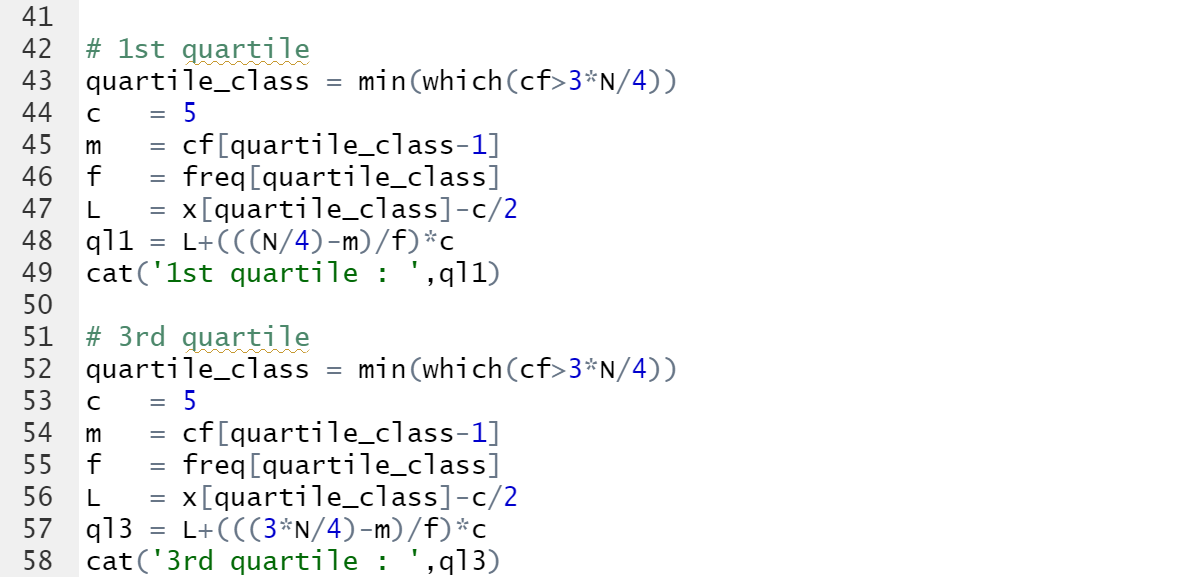 41
42 # 1st quartile
43 quartile_class = min(which(cf>3*N/4))
44 c   = 5
45 m   = cf[quartile_class-1]
46 f   = freq[quartile_class]
47 L   = x[quartile_class]-c/2
48 ql1 = L+(((N/4)-m)/f)*c
49 cat('1st quartile : ',ql1)
50
51 # 3rd quartile
52 quartile_class = min(which(cf>3*N/4))
53 c   = 5
54 m   = cf[quartile_class-1]
55 f   = freq[quartile_class]
56 L   = x[quartile_class]-c/2
57 ql3 = L+(((3*N/4)-m)/f)*c
58 cat('3rd quartile : ',ql3)